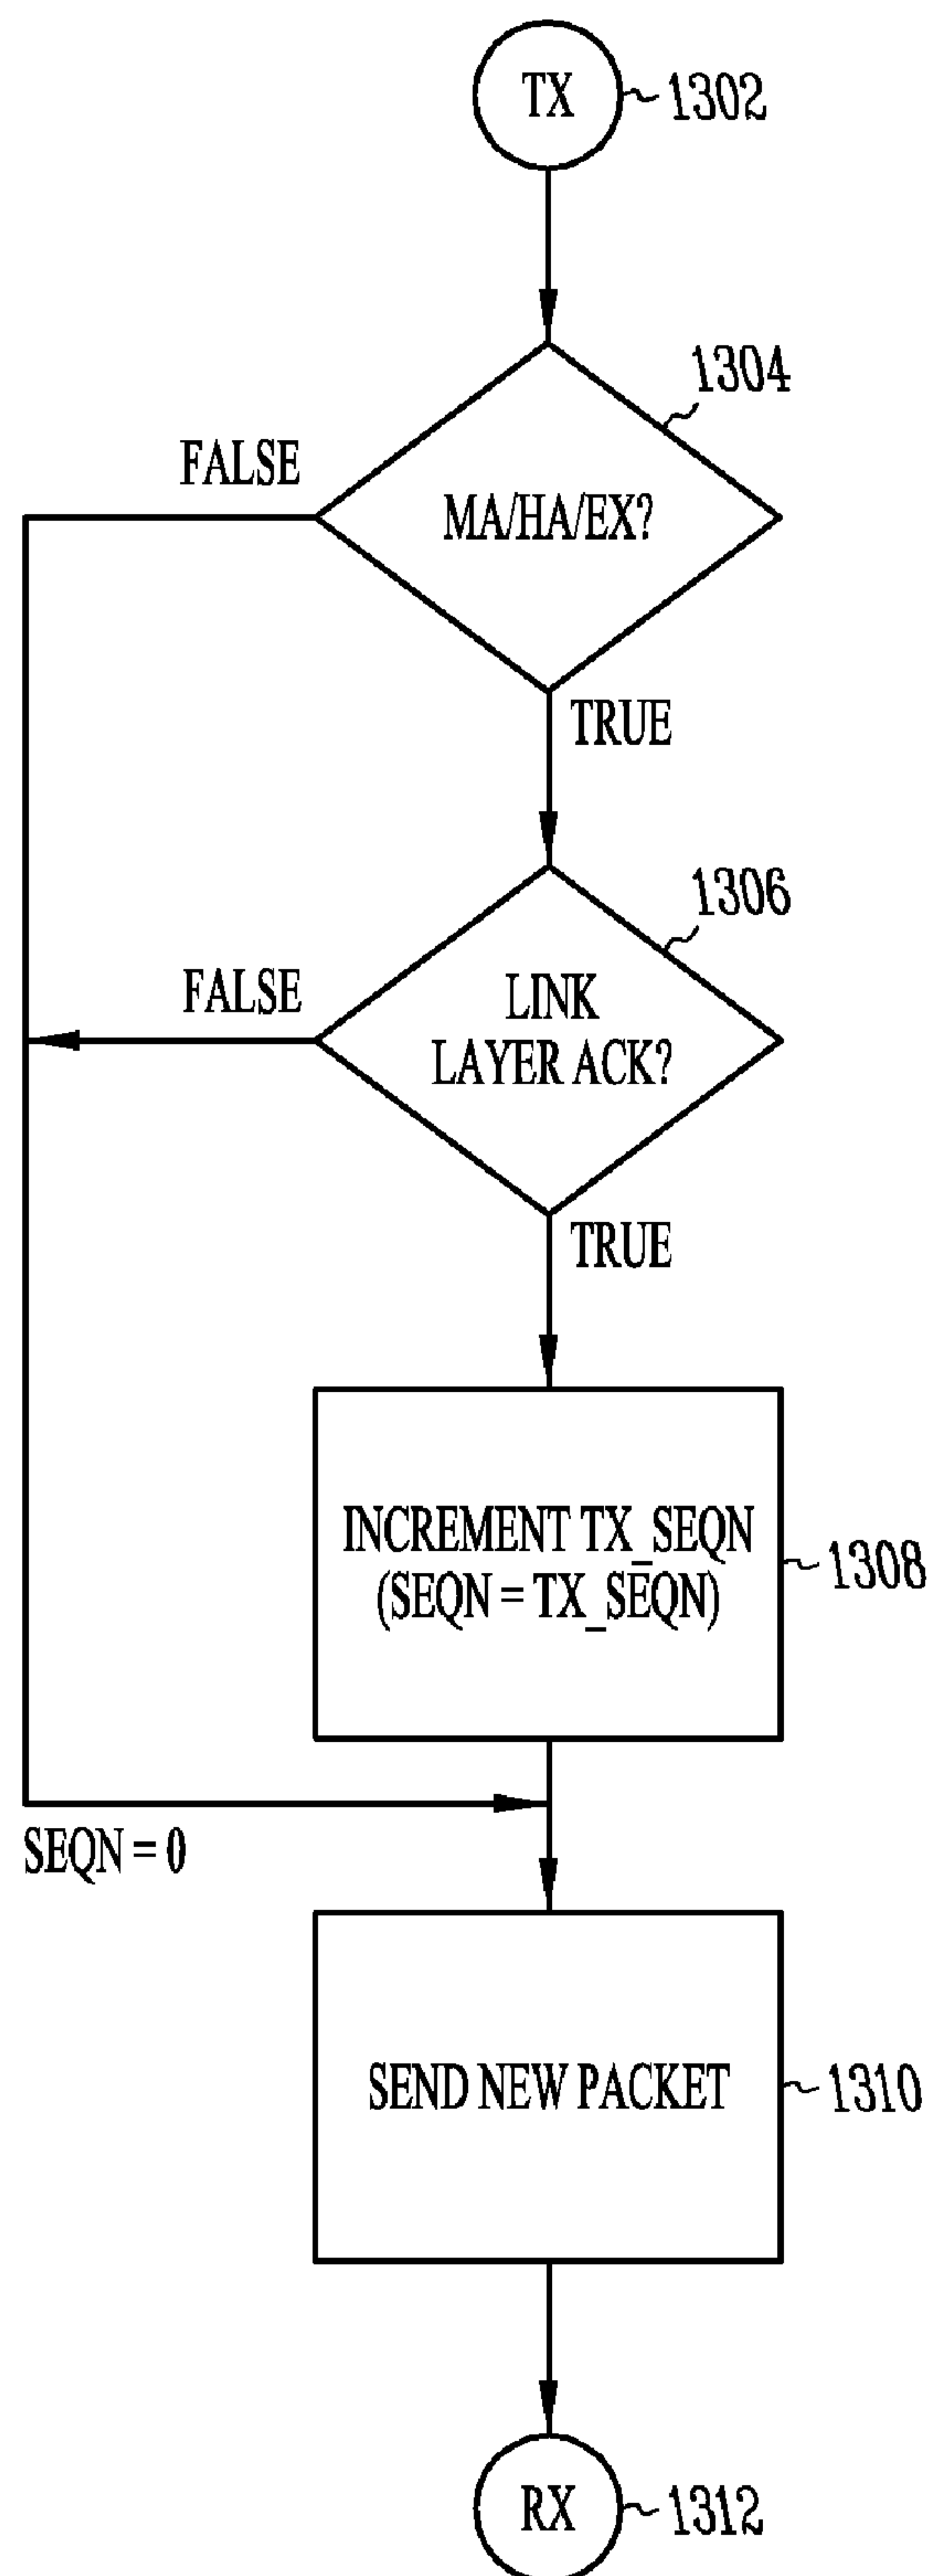 TX
1302
1304
FALSE
MA/HA/EX?
TRUE
1306
FALSE
LINK
LAYER ACK?
TRUE
INCREMENT TX_SEQN
(SEQN = TX_SEQN)
1308
SEQN = 0
SEND NEW PACKET
1310
RX
1312